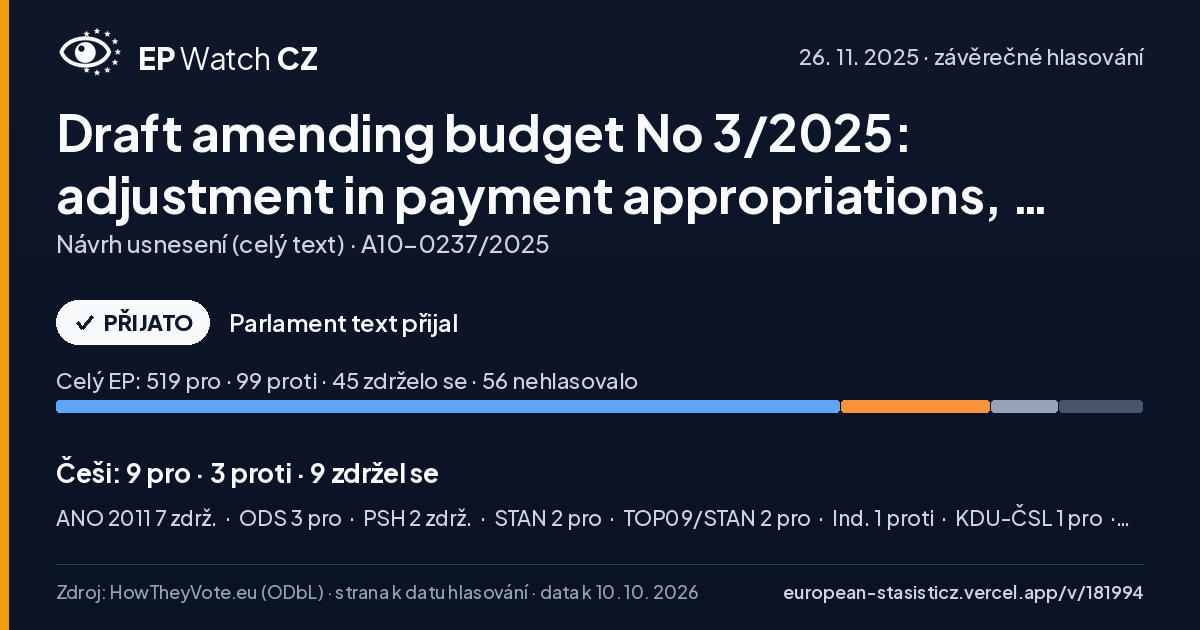 EP Watch CZ
26. 11. 2025 · závěrečné hlasování
Draft amending budget No 3/2025:
adjustment in payment appropriations, …
Návrh usnesení (celý text) · A10-0237/2025
✓ PŘIJATO Parlament text přijal
Celý EP: 519 pro · 99 proti · 45 zdrželo se · 56 nehlasovalo
Češi: 9 pro · 3 proti · 9 zdržel se
ANO 2011 7 zdrž. · ODS 3 pro · PSH 2 zdrž. · STAN 2 pro · TOP09/STAN 2 pro · Ind. 1 proti · KDU-ČSL 1 pro ·…
Zdroj: HowTheyVote.eu (ODbL) · strana k datu hlasování · data k 10. 10. 2026
european-stasisticz.vercel.app/v/181994